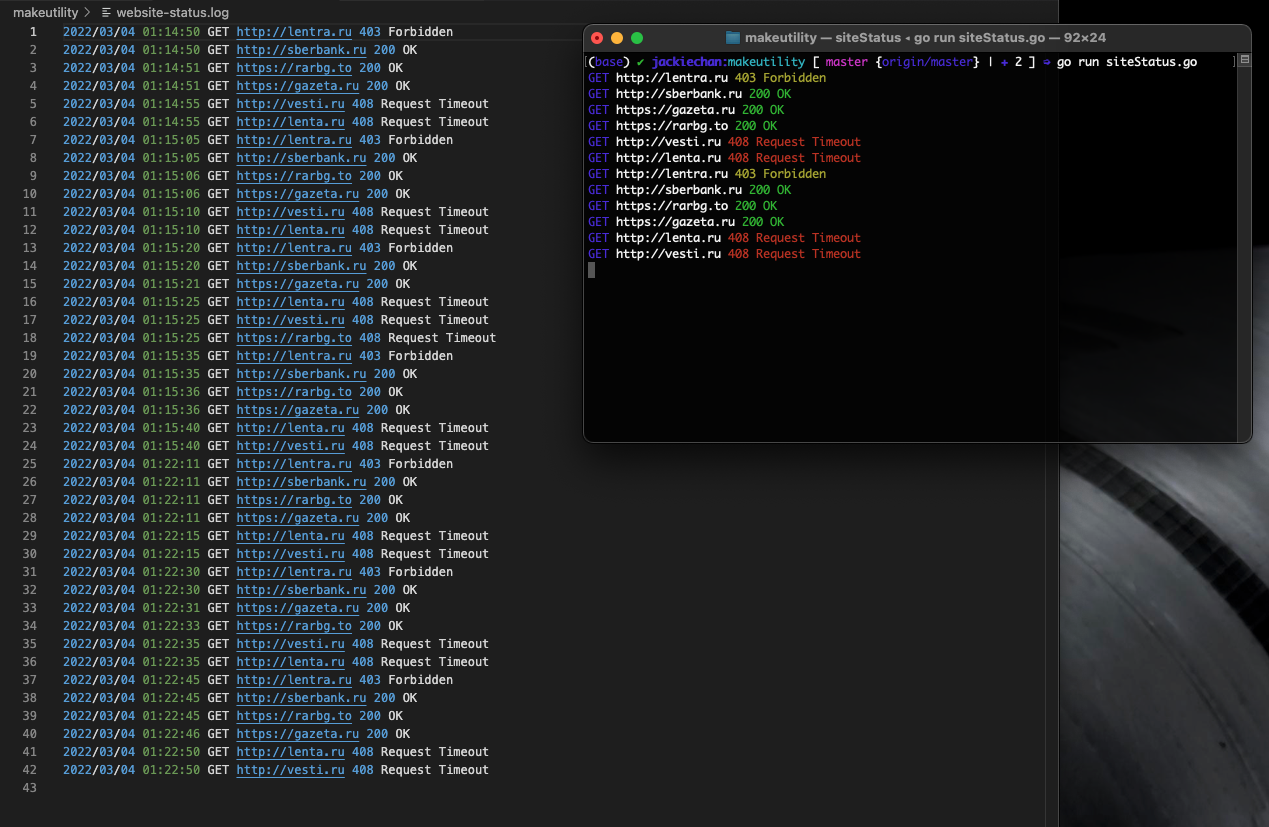 makeutility > website-status.log
1 2022/03/04 01:14:50 GET http://lentra.ru 403 Forbidden
2 2022/03/04 01:14:50 GET http://sberbank.ru 200 OK
3 2022/03/04 01:14:51 GET https://rarbg.to 200 OK
4 2022/03/04 01:14:51 GET https://gazeta.ru 200 OK
5 2022/03/04 01:14:55 GET http://vesti.ru 408 Request Timeout
6 2022/03/04 01:14:55 GET http://lenta.ru 408 Request Timeout
7 2022/03/04 01:15:05 GET http://lentra.ru 403 Forbidden
8 2022/03/04 01:15:05 GET http://sberbank.ru 200 OK
9 2022/03/04 01:15:06 GET https://rarbg.to 200 OK
10 2022/03/04 01:15:06 GET https://gazeta.ru 200 OK
11 2022/03/04 01:15:10 GET http://vesti.ru 408 Request Timeout
12 2022/03/04 01:15:10 GET http://lenta.ru 408 Request Timeout
13 2022/03/04 01:15:20 GET http://lentra.ru 403 Forbidden
14 2022/03/04 01:15:20 GET http://sberbank.ru 200 OK
15 2022/03/04 01:15:21 GET https://gazeta.ru 200 OK
16 2022/03/04 01:15:25 GET http://lenta.ru 408 Request Timeout
17 2022/03/04 01:15:25 GET http://vesti.ru 408 Request Timeout
18 2022/03/04 01:15:25 GET https://rarbg.to 408 Request Timeout
19 2022/03/04 01:15:35 GET http://lentra.ru 403 Forbidden
20 2022/03/04 01:15:35 GET http://sberbank.ru 200 OK
21 2022/03/04 01:15:36 GET https://rarbg.to 200 OK
22 2022/03/04 01:15:36 GET https://gazeta.ru 200 OK
23 2022/03/04 01:15:40 GET http://lenta.ru 408 Request Timeout
24 2022/03/04 01:15:40 GET http://vesti.ru 408 Request Timeout
25 2022/03/04 01:22:11 GET http://lentra.ru 403 Forbidden
26 2022/03/04 01:22:11 GET http://sberbank.ru 200 OK
27 2022/03/04 01:22:11 GET https://rarbg.to 200 OK
28 2022/03/04 01:22:11 GET https://gazeta.ru 200 OK
29 2022/03/04 01:22:15 GET http://lenta.ru 408 Request Timeout
30 2022/03/04 01:22:15 GET http://vesti.ru 408 Request Timeout
31 2022/03/04 01:22:30 GET http://lentra.ru 403 Forbidden
32 2022/03/04 01:22:30 GET http://sberbank.ru 200 OK
33 2022/03/04 01:22:31 GET https://gazeta.ru 200 OK
34 2022/03/04 01:22:33 GET https://rarbg.to 200 OK
35 2022/03/04 01:22:35 GET http://vesti.ru 408 Request Timeout
36 2022/03/04 01:22:35 GET http://lenta.ru 408 Request Timeout
37 2022/03/04 01:22:45 GET http://lentra.ru 403 Forbidden
38 2022/03/04 01:22:45 GET http://sberbank.ru 200 OK
39 2022/03/04 01:22:45 GET https://rarbg.to 200 OK
40 2022/03/04 01:22:46 GET https://gazeta.ru 200 OK
41 2022/03/04 01:22:50 GET http://lenta.ru 408 Request Timeout
42 2022/03/04 01:22:50 GET http://vesti.ru 408 Request Timeout
43
makeutility — siteStatus ◂ go run siteStatus.go — 92×24
[(base) ✔ jackiechan:makeutility [ master {origin/master} | ✚ 2 ] ➩ go run siteStatus.go ]
GET http://lentra.ru 403 Forbidden
GET http://sberbank.ru 200 OK
GET https://gazeta.ru 200 OK
GET https://rarbg.to 200 OK
GET http://vesti.ru 408 Request Timeout
GET http://lenta.ru 408 Request Timeout
GET http://lentra.ru 403 Forbidden
GET http://sberbank.ru 200 OK
GET https://rarbg.to 200 OK
GET https://gazeta.ru 200 OK
GET http://lenta.ru 408 Request Timeout
GET http://vesti.ru 408 Request Timeout